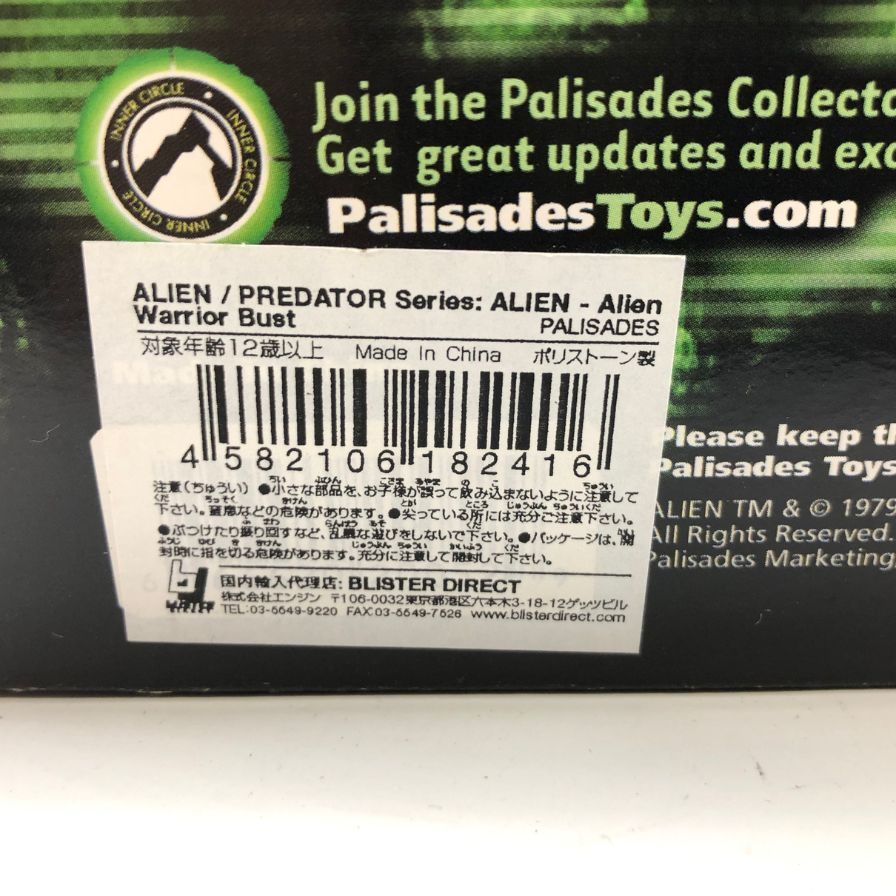 INNER CIRCLE • INNER CIRCLE • INNER CIRCLE •
Join the Palisades Collecto
Get great updates and exc
PalisadesToys.com
ALIEN / PREDATOR Series: ALIEN - Alien
Warrior Bust
PALISADES
対象年齢12歳以上 Made In China ポリストーン製
4 582106 182416
注意(ちゅうい) ●小さな部品を、お子様が誤って飲み込まないように注意して
下さい。窒息などの危険があります。●尖っている所には充分ご注意下さい。
●ぶつけたり振り回すなど、乱暴な遊びをしないで下さい。●パッケージは、開
封時に指を切る危険があります。充分に注意して開封して下さい。
国内輸入代理店: BLISTER DIRECT
株式会社エンジン 〒106-0032東京都港区六本木3-18-12ゲッツビル
TEL:03-5549-9220 FAX:03-5549-7526 www.blisterdirect.com
Please keep th
Palisades Toys
ALIEN TM & © 1979
All Rights Reserved.
Palisades Marketing,